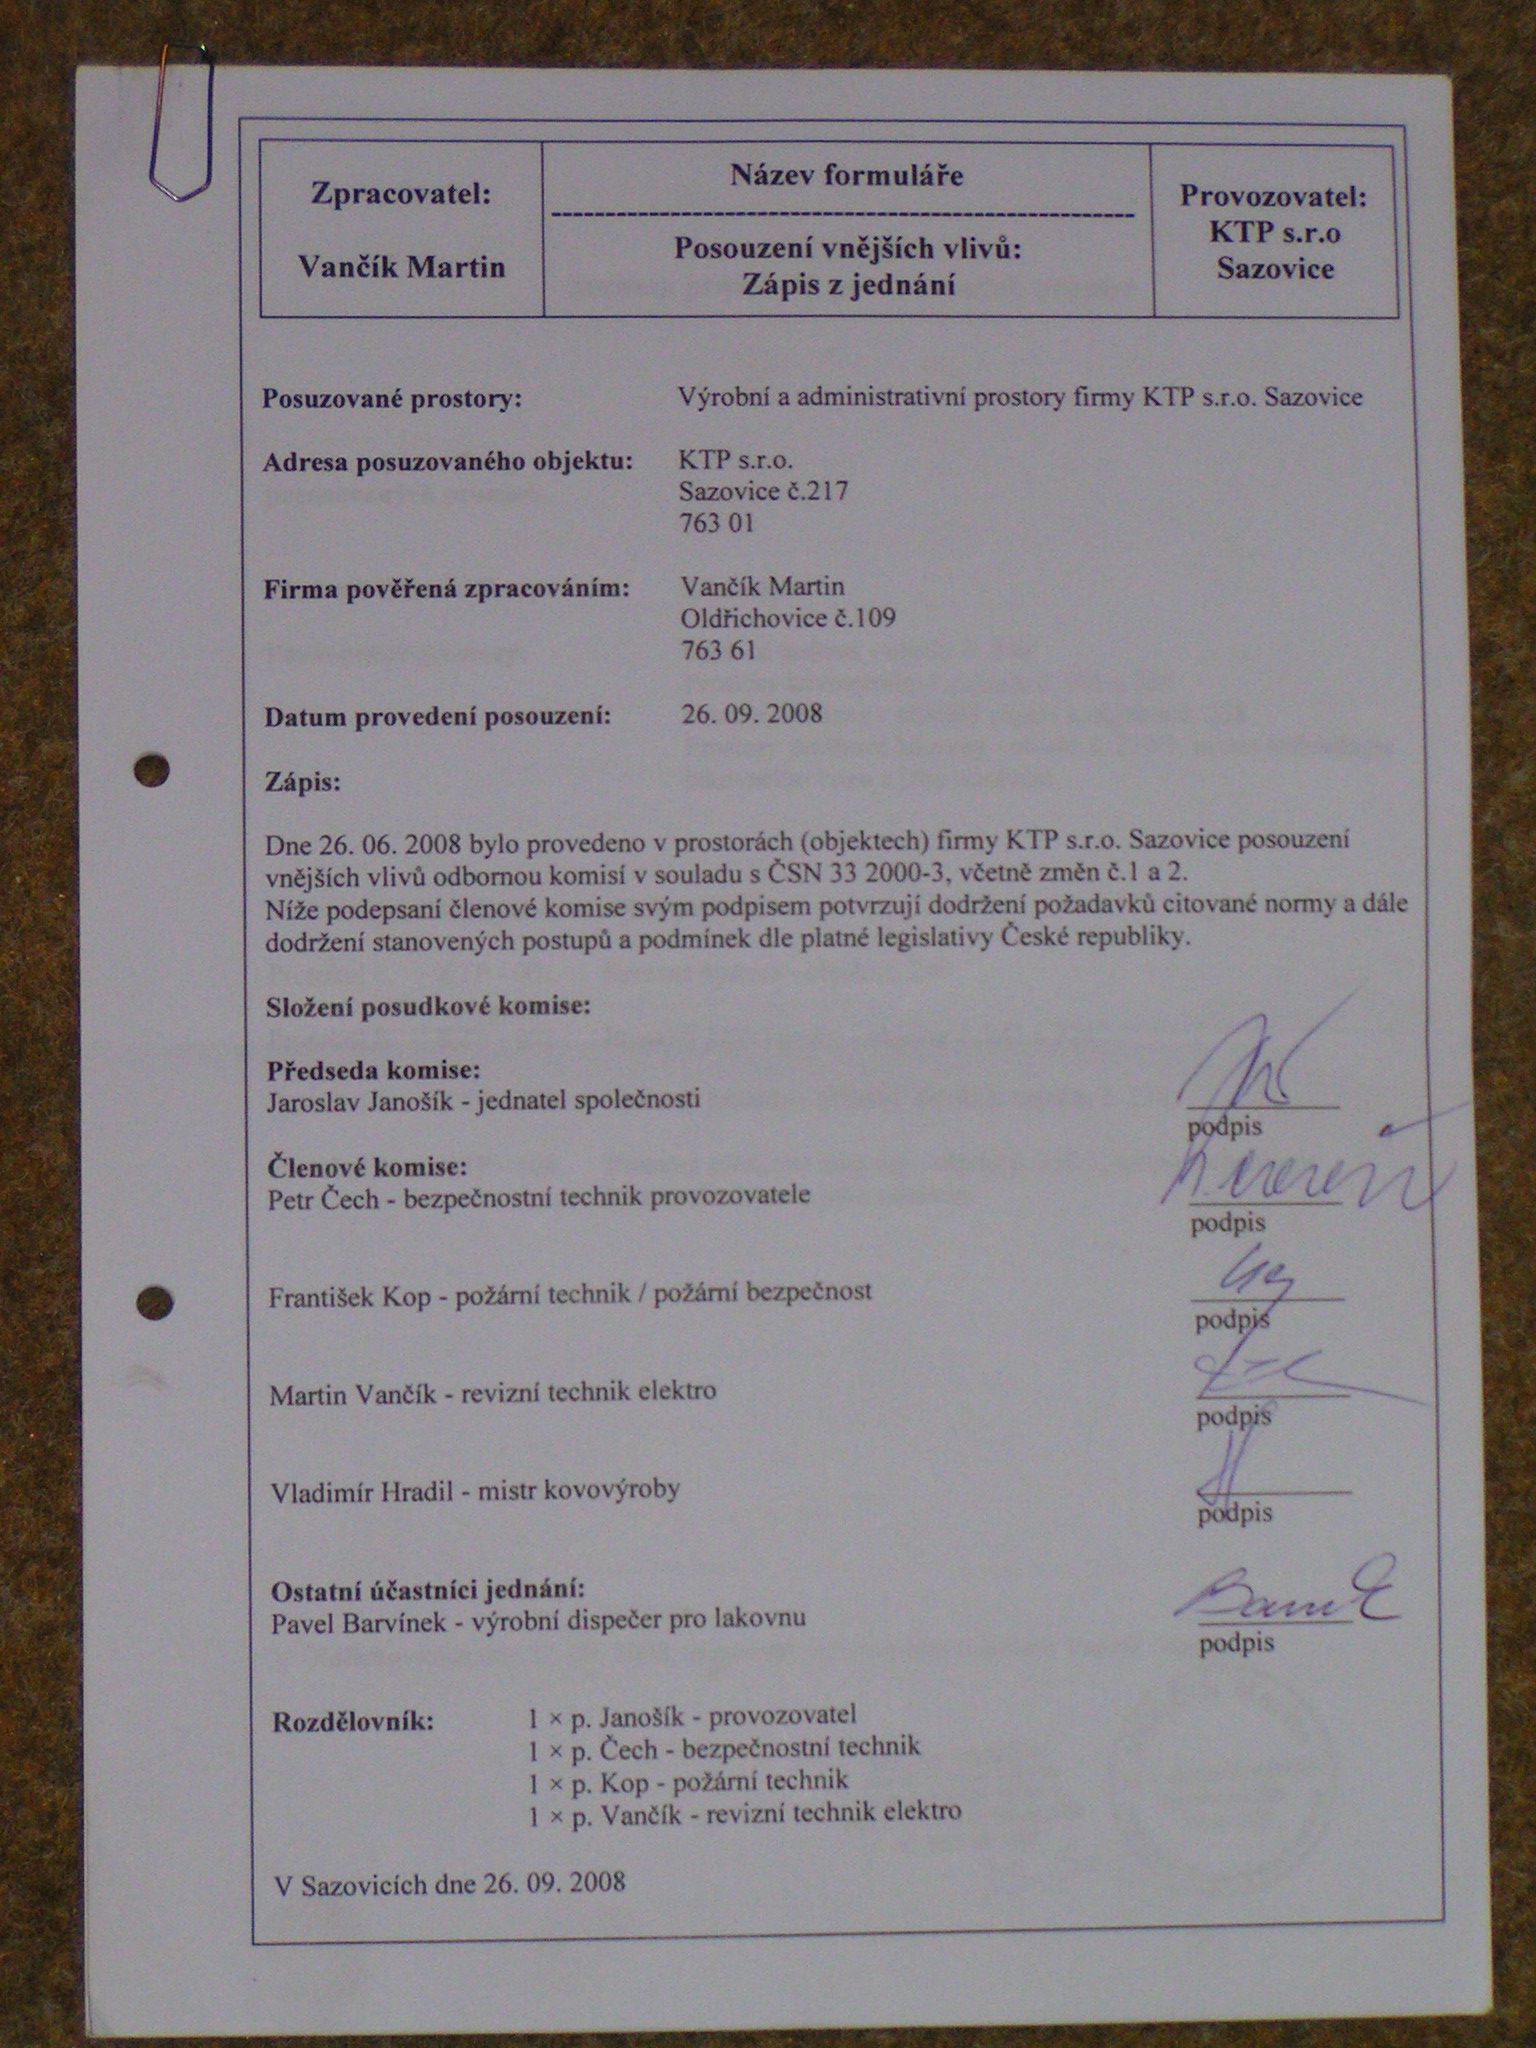 Zpracovatel:
Vančík Martin
Název formuláře
------------------------------------------------------
Posouzení vnějších vlivů:
Zápis z jednání
Provozovatel:
KTP s.r.o
Sazovice
Posuzované prostory: Výrobní a administrativní prostory firmy KTP s.r.o. Sazovice
Adresa posuzovaného objektu: KTP s.r.o.
Sazovice č.217
763 01
Firma pověřená zpracováním: Vančík Martin
Oldřichovice č.109
763 61
Datum provedení posouzení: 26. 09. 2008
Zápis:
Dne 26. 06. 2008 bylo provedeno v prostorách (objektech) firmy KTP s.r.o. Sazovice posouzení
vnějších vlivů odbornou komisí v souladu s ČSN 33 2000-3, včetně změn č.1 a 2.
Níže podepsaní členové komise svým podpisem potvrzují dodržení požadavků citované normy a dále
dodržení stanovených postupů a podmínek dle platné legislativy České republiky.
Složení posudkové komise:
Předseda komise:
Jaroslav Janošík - jednatel společnosti
podpis
Členové komise:
Petr Čech - bezpečnostní technik provozovatele
podpis
František Kop - požární technik / požární bezpečnost
podpis
Martin Vančík - revizní technik elektro
podpis
Vladimír Hradil - mistr kovovýroby
podpis
Ostatní účastníci jednání:
Pavel Barvínek - výrobní dispečer pro lakovnu
podpis
Rozdělovník: 1 × p. Janošík - provozovatel
1 × p. Čech - bezpečnostní technik
1 × p. Kop - požární technik
1 × p. Vančík - revizní technik elektro
V Sazovicích dne 26. 09. 2008